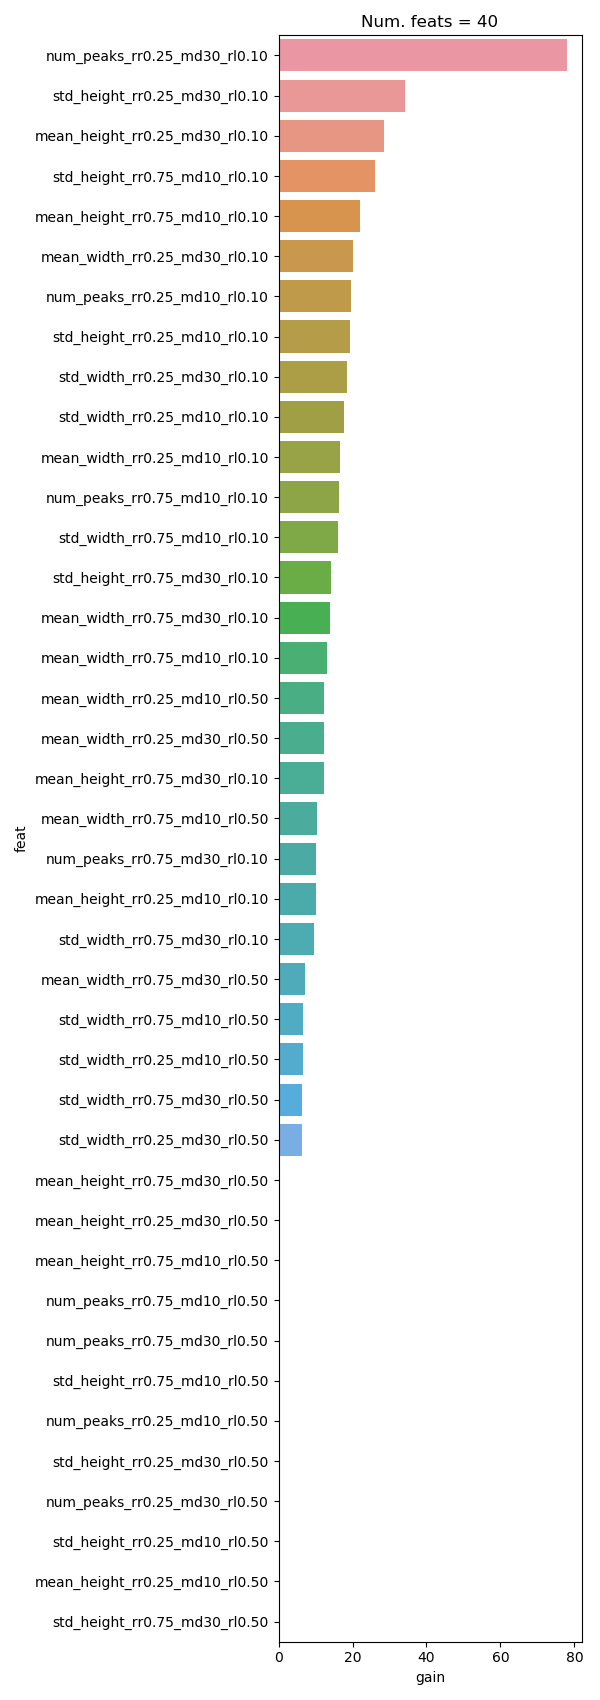 Num. feats = 40
num_peaks_rr0.25_md30_rl0.10
std_height_rr0.25_md30_rl0.10
mean_height_rr0.25_md30_rl0.10
std_height_rr0.75_md10_rl0.10
mean_height_rr0.75_md10_rl0.10
mean_width_rr0.25_md30_rl0.10
num_peaks_rr0.25_md10_rl0.10
std_height_rr0.25_md10_rl0.10
std_width_rr0.25_md30_rl0.10
std_width_rr0.25_md10_rl0.10
mean_width_rr0.25_md10_rl0.10
num_peaks_rr0.75_md10_rl0.10
std_width_rr0.75_md10_rl0.10
std_height_rr0.75_md30_rl0.10
mean_width_rr0.75_md30_rl0.10
mean_width_rr0.75_md10_rl0.10
mean_width_rr0.25_md10_rl0.50
mean_width_rr0.25_md30_rl0.50
mean_height_rr0.75_md30_rl0.10
mean_width_rr0.75_md10_rl0.50
num_peaks_rr0.75_md30_rl0.10
mean_height_rr0.25_md10_rl0.10
std_width_rr0.75_md30_rl0.10
mean_width_rr0.75_md30_rl0.50
std_width_rr0.75_md10_rl0.50
std_width_rr0.25_md10_rl0.50
std_width_rr0.75_md30_rl0.50
std_width_rr0.25_md30_rl0.50
mean_height_rr0.75_md30_rl0.50
mean_height_rr0.25_md30_rl0.50
mean_height_rr0.75_md10_rl0.50
num_peaks_rr0.75_md10_rl0.50
num_peaks_rr0.75_md30_rl0.50
std_height_rr0.75_md10_rl0.50
num_peaks_rr0.25_md10_rl0.50
std_height_rr0.25_md30_rl0.50
num_peaks_rr0.25_md30_rl0.50
std_height_rr0.25_md10_rl0.50
mean_height_rr0.25_md10_rl0.50
std_height_rr0.75_md30_rl0.50
feat
0 20 40 60 80
gain